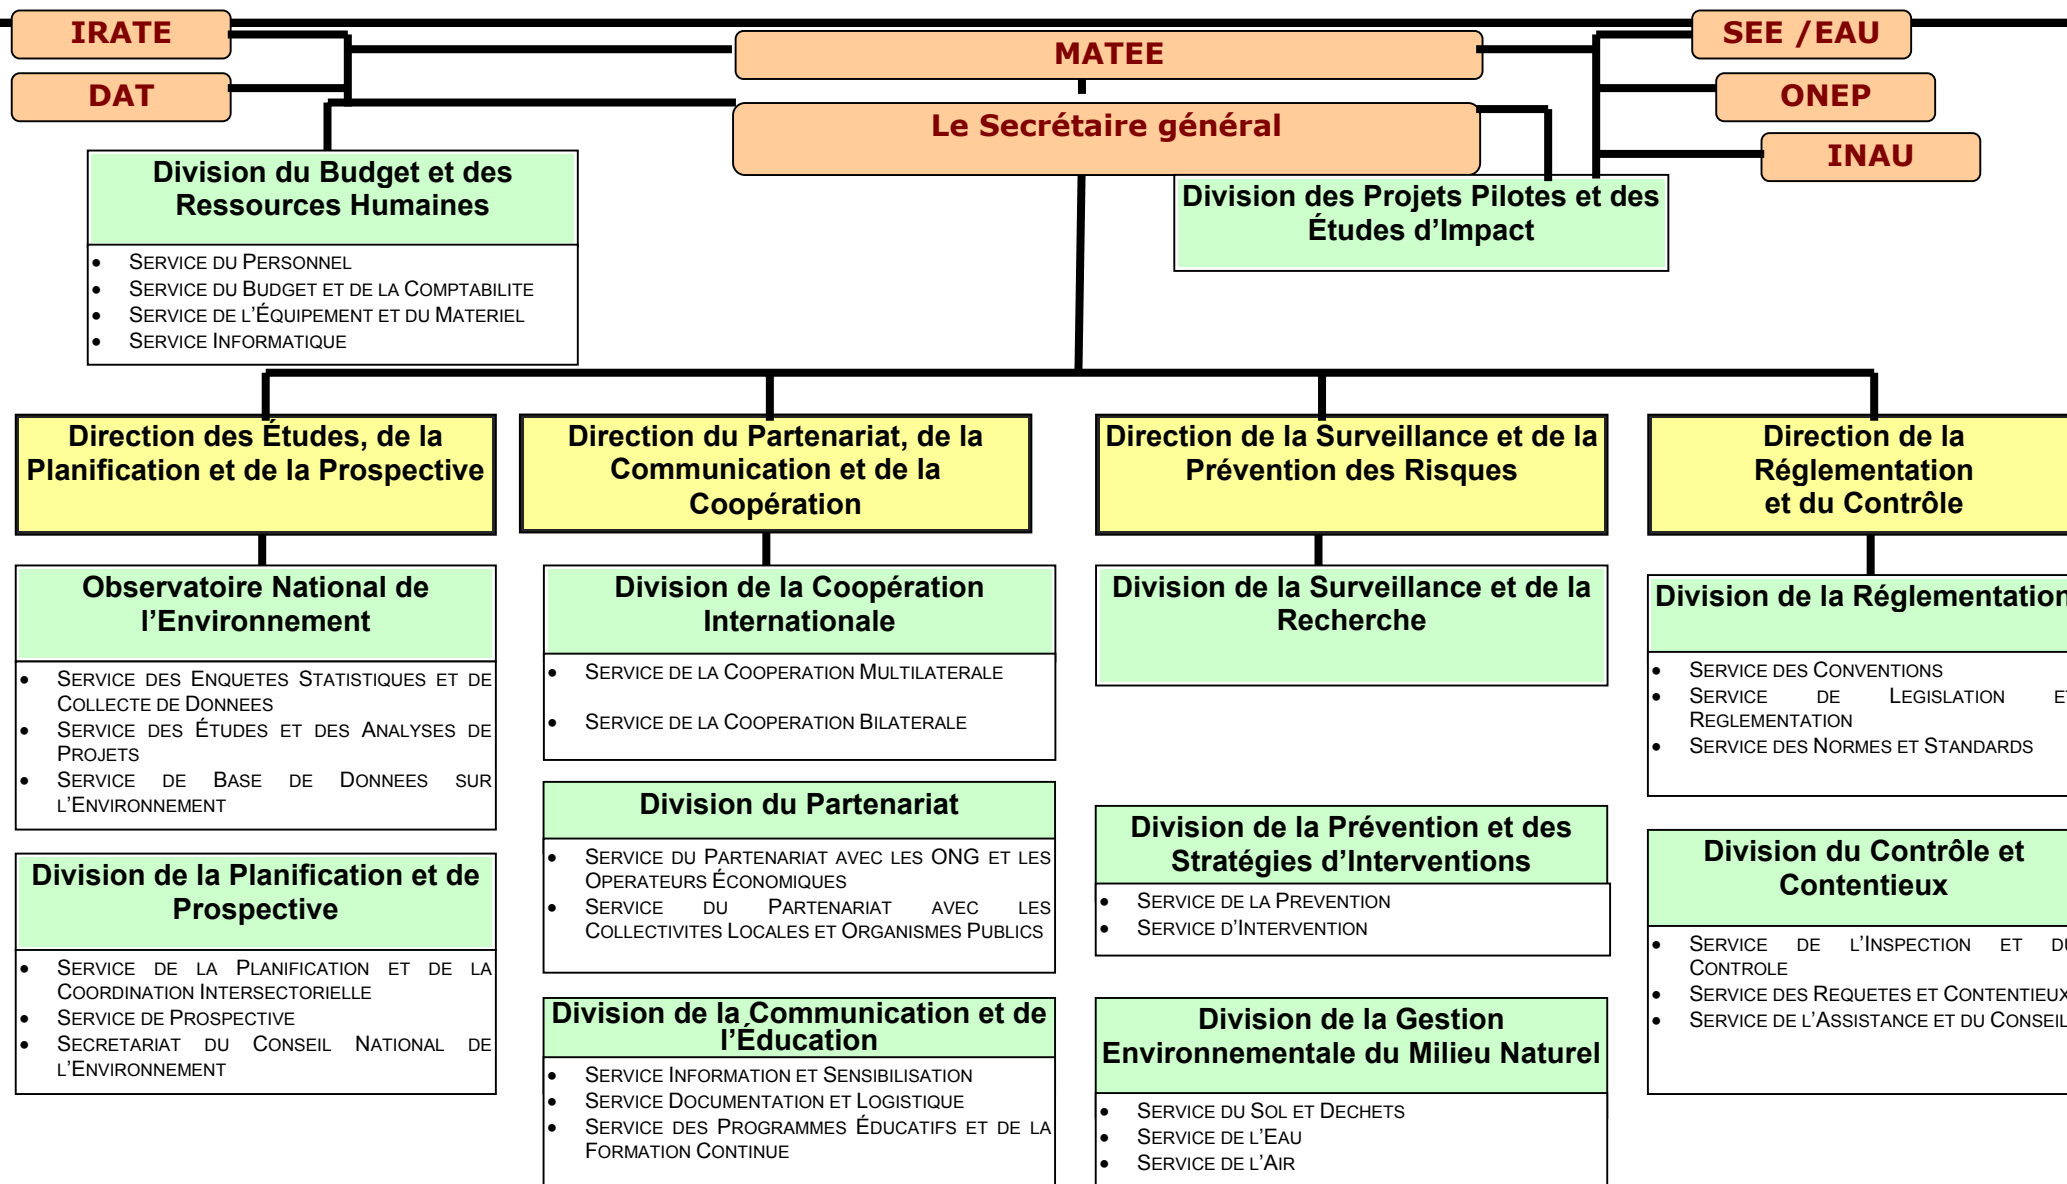 IRATE
MATEE
SEE /EAU
DAT
ONEP
Le Secrétaire général
INAU
Division du Budget et des
Ressources Humaines
• SERVICE DU PERSONNEL
• SERVICE DU BUDGET ET DE LA COMPTABILITE
• SERVICE DE L’ÉQUIPEMENT ET DU MATERIEL
• SERVICE INFORMATIQUE
Division des Projets Pilotes et des
Études d’Impact
Direction des Études, de la
Planification et de la Prospective
Observatoire National de
l’Environnement
• SERVICE DES ENQUETES STATISTIQUES ET DE
COLLECTE DE DONNEES
• SERVICE DES ÉTUDES ET DES ANALYSES DE
PROJETS
• SERVICE DE BASE DE DONNEES SUR
L’ENVIRONNEMENT
Division de la Planification et de
Prospective
• SERVICE DE LA PLANIFICATION ET DE LA
COORDINATION INTERSECTORIELLE
• SERVICE DE PROSPECTIVE
• SECRETARIAT DU CONSEIL NATIONAL DE
L’ENVIRONNEMENT
Direction du Partenariat, de la
Communication et de la
Coopération
Division de la Coopération
Internationale
• SERVICE DE LA COOPERATION MULTILATERALE
• SERVICE DE LA COOPERATION BILATERALE
Division du Partenariat
• SERVICE DU PARTENARIAT AVEC LES ONG ET LES
OPERATEURS ÉCONOMIQUES
• SERVICE DU PARTENARIAT AVEC LES
COLLECTIVITES LOCALES ET ORGANISMES PUBLICS
Division de la Communication et de
l’Éducation
• SERVICE INFORMATION ET SENSIBILISATION
• SERVICE DOCUMENTATION ET LOGISTIQUE
• SERVICE DES PROGRAMMES ÉDUCATIFS ET DE LA
FORMATION CONTINUE
Direction de la Surveillance et de la
Prévention des Risques
Division de la Surveillance et de la
Recherche
Division de la Prévention et des
Stratégies d’Interventions
• SERVICE DE LA PREVENTION
• SERVICE D’INTERVENTION
Division de la Gestion
Environnementale du Milieu Naturel
• SERVICE DU SOL ET DECHETS
• SERVICE DE L’EAU
• SERVICE DE L’AIR
Direction de la
Réglementation
et du Contrôle
Division de la Réglementation
• SERVICE DES CONVENTIONS
• SERVICE DE LEGISLATION ET
REGLEMENTATION
• SERVICE DES NORMES ET STANDARDS
Division du Contrôle et
Contentieux
• SERVICE DE L’INSPECTION ET DU
CONTROLE
• SERVICE DES REQUETES ET CONTENTIEUX
• SERVICE DE L’ASSISTANCE ET DU CONSEIL